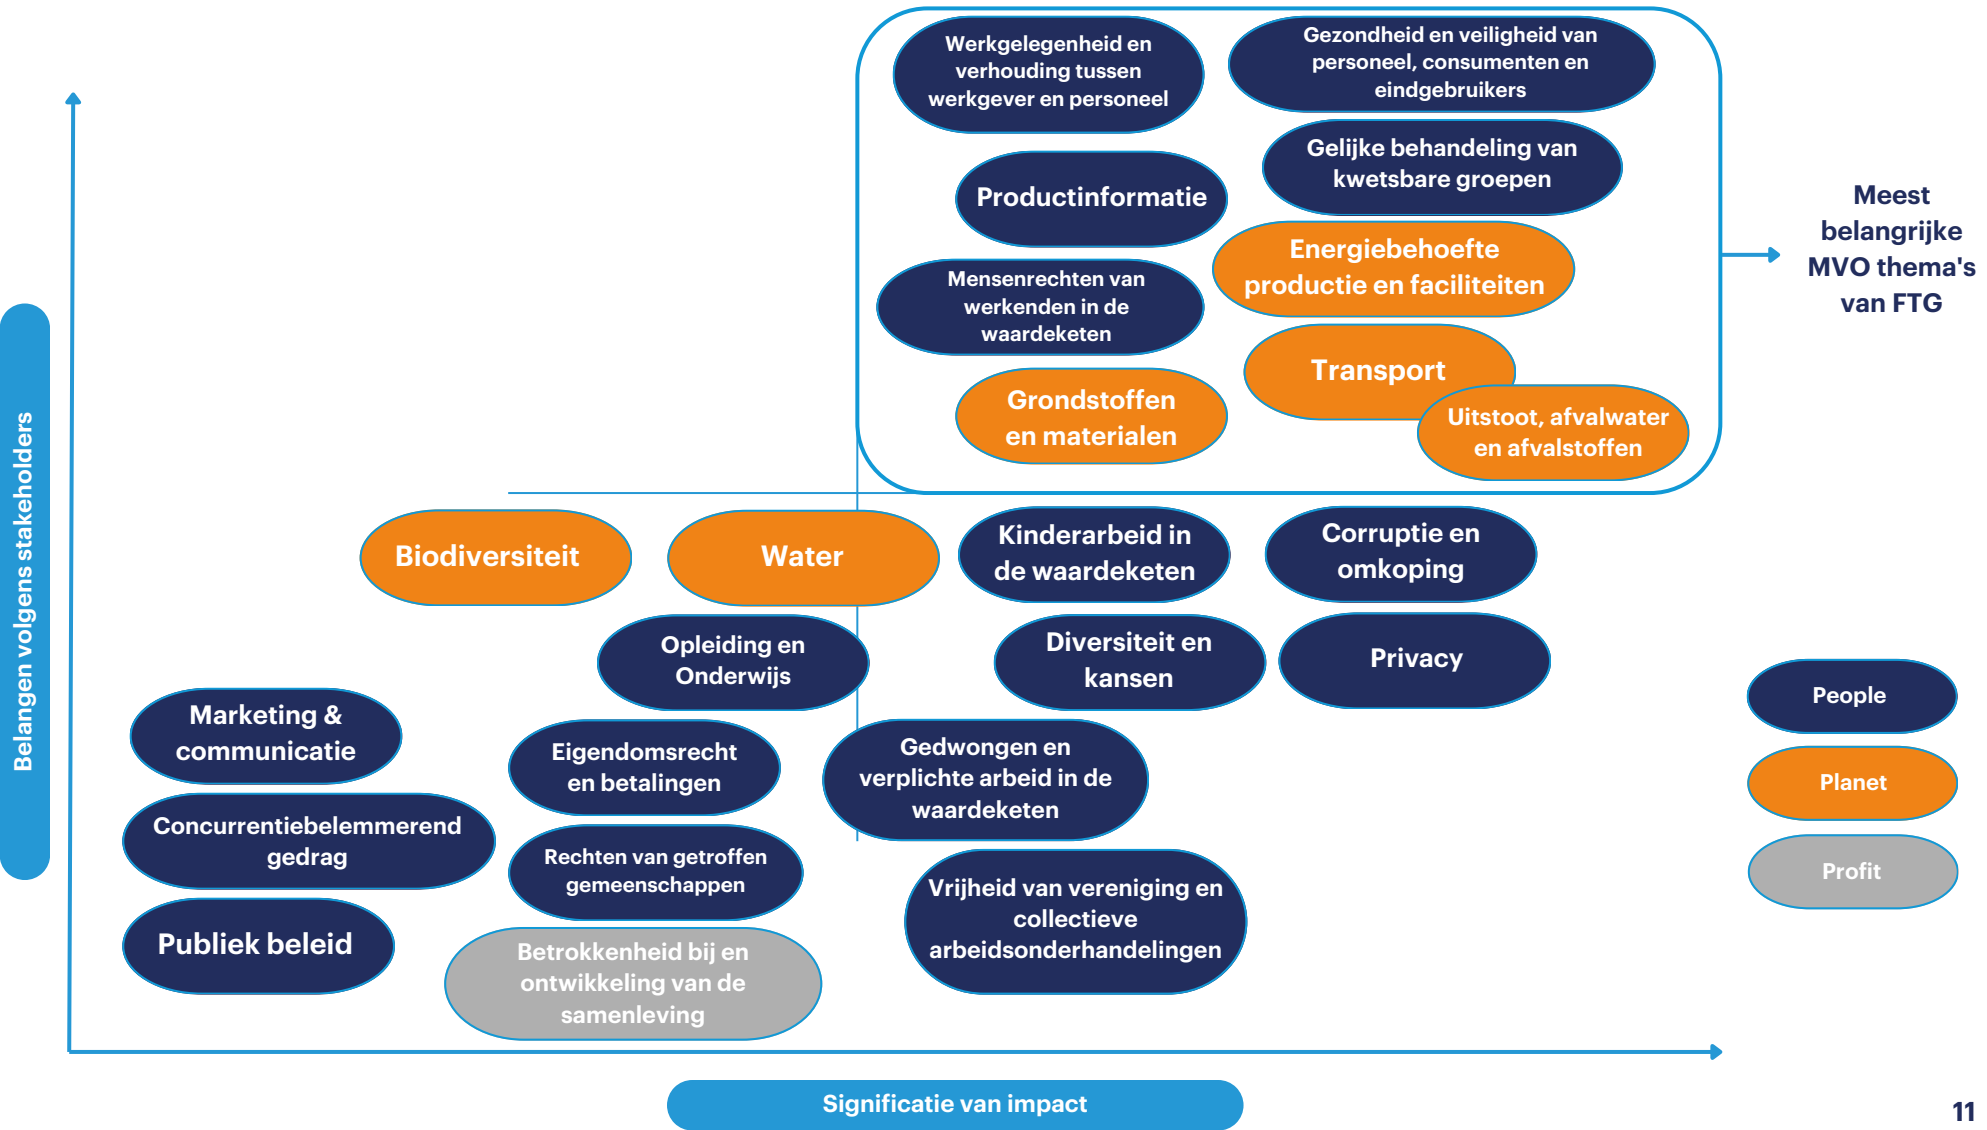 Werkgelegenheid en
verhouding tussen
werkgever en personeel
Gezondheid en veiligheid van
personeel, consumenten en
eindgebruikers
Gelijke behandeling van
kwetsbare groepen
Productinformatie
Energiebehoefte
productie en faciliteiten
Mensenrechten van
werkenden in de
waardeketen
Transport
Grondstoffen
en materialen
Uitstoot, afvalwater
en afvalstoffen
Meest
belangrijke
MVO thema's
van FTG
Belangen volgens stakeholders
Biodiversiteit
Water
Kinderarbeid in
de waardeketen
Corruptie en
omkoping
Opleiding en
Onderwijs
Diversiteit en
kansen
Privacy
Marketing &
communicatie
Eigendomsrecht
en betalingen
Gedwongen en
verplichte arbeid in de
waardeketen
Concurrentiebelemmerend
gedrag
Rechten van getroffen
gemeenschappen
Vrijheid van vereniging en
collectieve
arbeidsonderhandelingen
Publiek beleid
Betrokkenheid bij en
ontwikkeling van de
samenleving
People
Planet
Profit
Significatie van impact
11